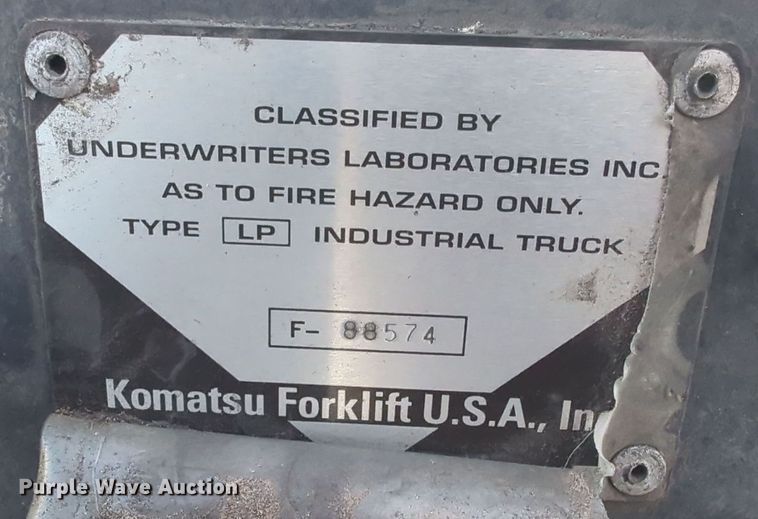 CLASSIFIED BY
UNDERWRITERS LABORATORIES INC.
AS TO FIRE HAZARD ONLY.
TYPE LP INDUSTRIAL TRUCK
F- 88574
Komatsu Forklift U.S.A., In
Purple Wave Auction